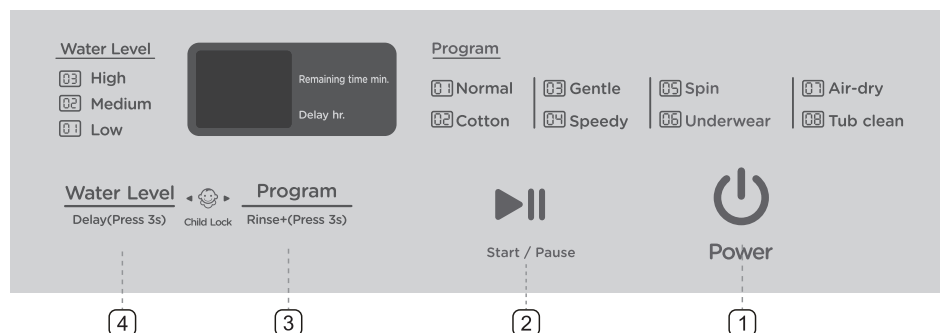 Water Level
03 High
02 Medium
01 Low
Remaining time min.
Delay hr.
Program
01 Normal 03 Gentle 05 Spin 07 Air-dry
02 Cotton 04 Speedy 06 Underwear 08 Tub clean
Water Level
Delay(Press 3s)
Child Lock
Program
Rinse+(Press 3s)
Start / Pause
Power
4 3 2 1